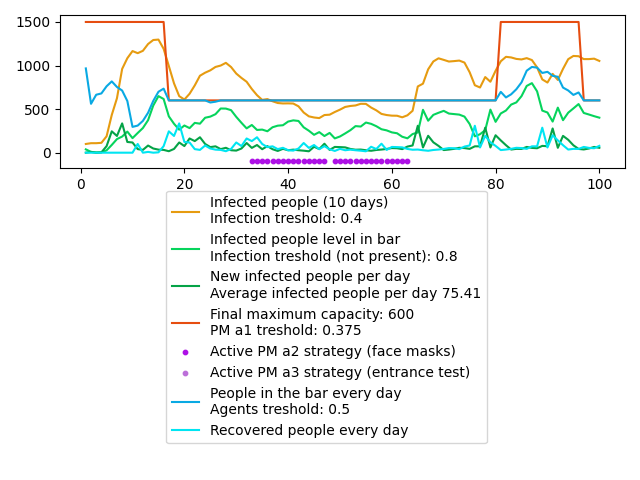 1500
1000
500
0
0
20
40
60
80
100
Infected people (10 days)
Infection treshold: 0.4
Infected people level in bar
Infection treshold (not present): 0.8
New infected people per day
Average infected people per day 75.41
Final maximum capacity: 600
PM a1 treshold: 0.375
Active PM a2 strategy (face masks)
Active PM a3 strategy (entrance test)
People in the bar every day
Agents treshold: 0.5
Recovered people every day